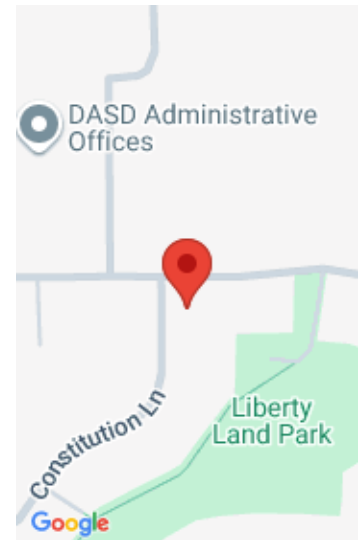 DASD Administrative
Offices
Constitution Ln
Liberty
Land Park
Google